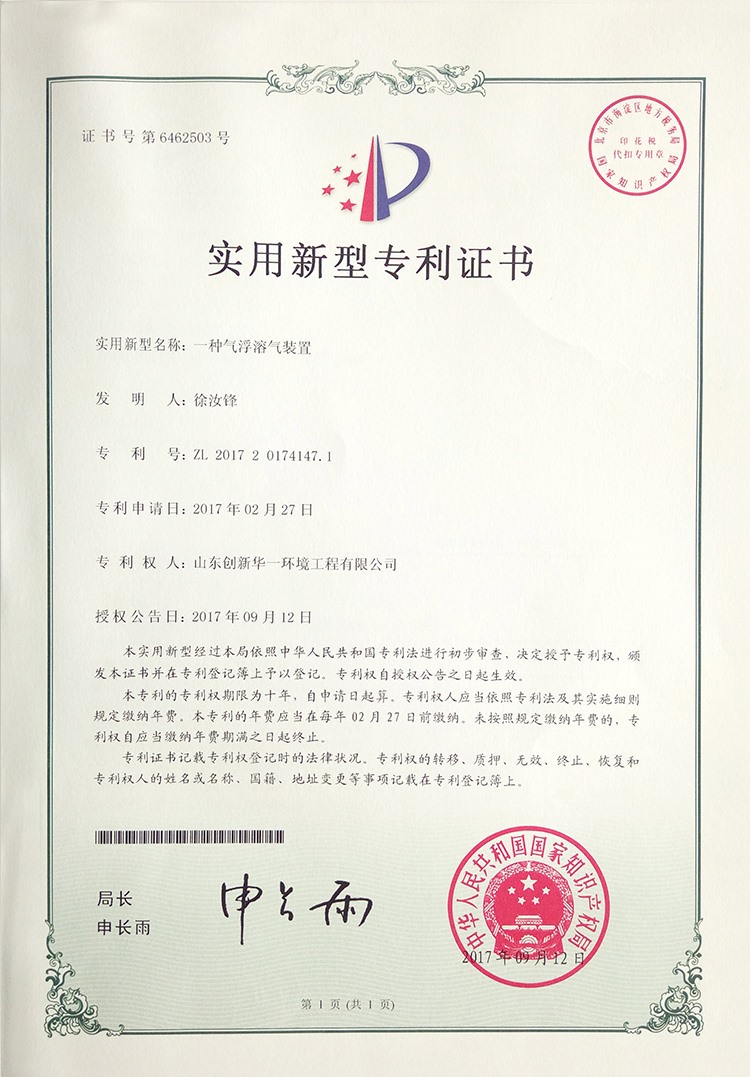 证书号第6462503号
北京市海淀区地方税务局
印花税
代扣专用章
国家知识产权局
实用新型专利证书
实用新型名称：一种气浮溶气装置
发明人：徐汝锋
专利号：ZL 2017 2 0174147.1
专利申请日：2017年02月27日
专利权人：山东创新华一环境工程有限公司
授权公告日：2017年09月12日
本实用新型经过本局依照中华人民共和国专利法进行初步审查，决定授予专利权，颁
发本证书并在专利登记簿上予以登记。专利权自授权公告之日起生效。
本专利的专利权期限为十年，自申请日起算。专利权人应当依照专利法及其实施细则
规定缴纳年费。本专利的年费应当在每年02月27日前缴纳。未按照规定缴纳年费的，专
利权自应当缴纳年费期满之日起终止。
专利证书记载专利权登记时的法律状况。专利权的转移、质押、无效、终止、恢复和
专利权人的姓名或名称、国籍、地址变更等事项记载在专利登记簿上。
局长
申长雨
申长雨
中华人民共和国国家知识产权局
2017年09月12日
第1页(共1页)